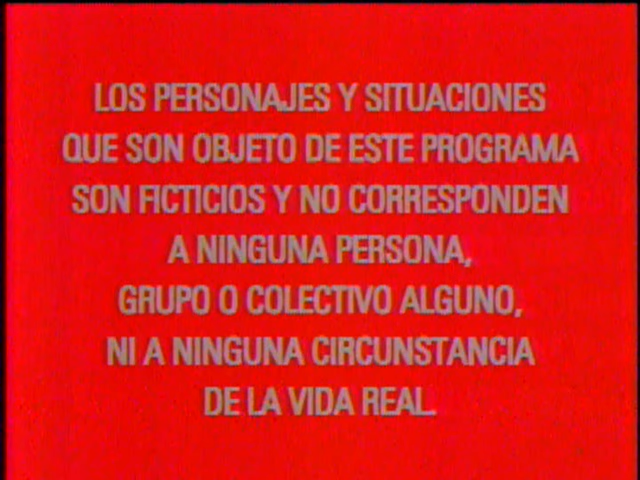 LOS PERSONAJES Y SITUACIONES
QUE SON OBJETO DE ESTE PROGRAMA
SON FICTICIOS Y NO CORRESPONDEN
A NINGUNA PERSONA,
GRUPO O COLECTIVO ALGUNO,
NI A NINGUNA CIRCUNSTANCIA
DE LA VIDA REAL.